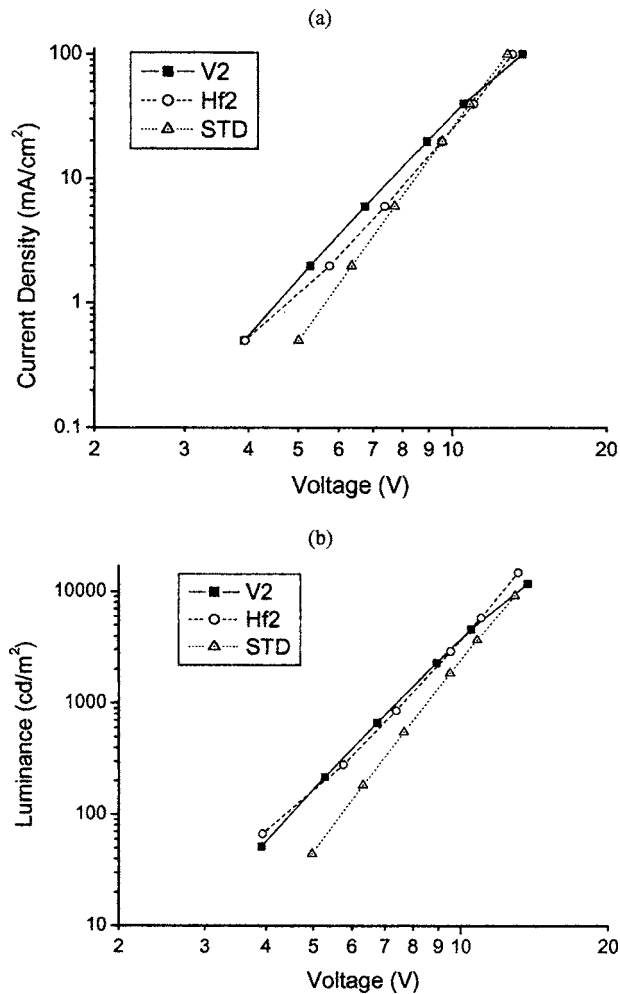 (a)
100
10
1
0.1
Current Density (mA/cm²)
V2
Hf2
STD
2 3 4 5 6 7 8 9 10 20
Voltage (V)
(b)
10000
1000
100
10
Luminance (cd/m²)
V2
Hf2
STD
2 3 4 5 6 7 8 9 10 20
Voltage (V)